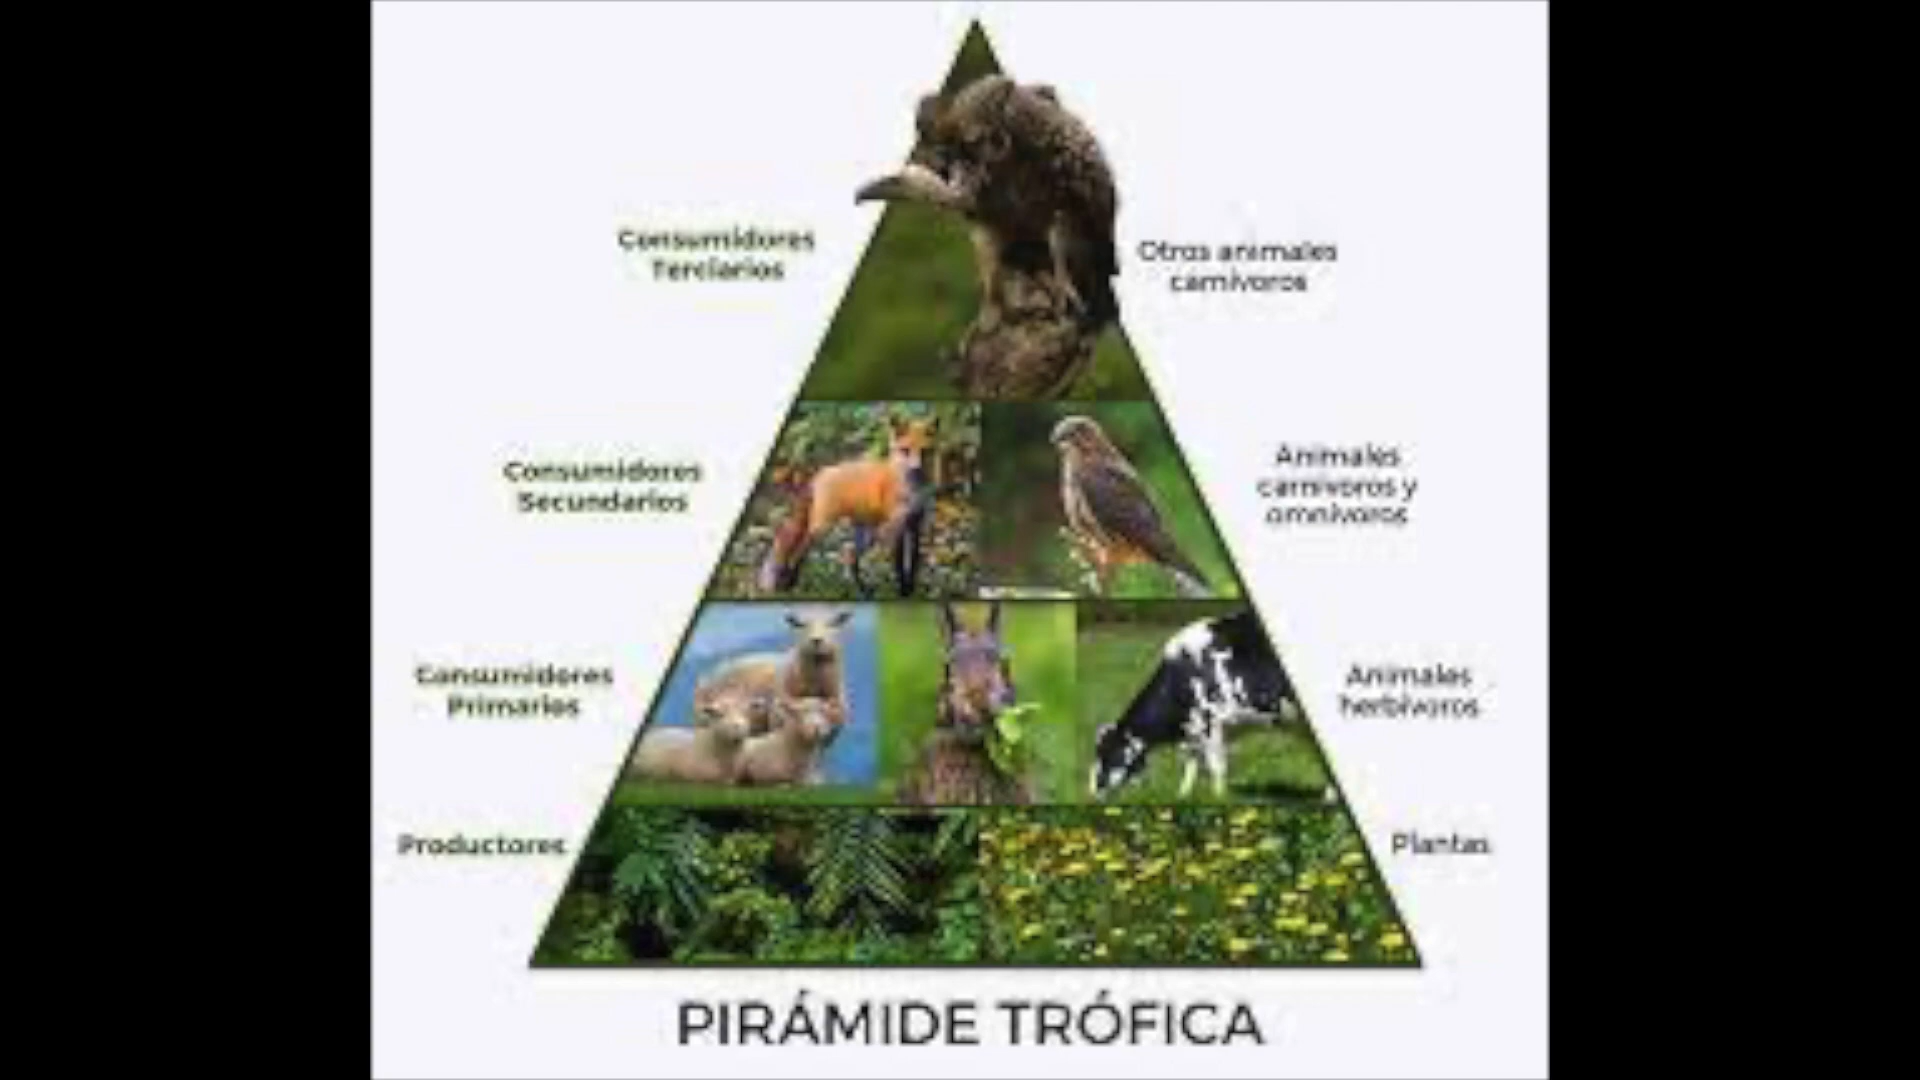 Consumidores
Terciarios
Otros animales
carnívoros
Consumidores
Secundarios
Animales
carnívoros y
omnívoros
Consumidores
Primarios
Animales
herbívoros
Productores
Plantas
PIRÁMIDE TRÓFICA